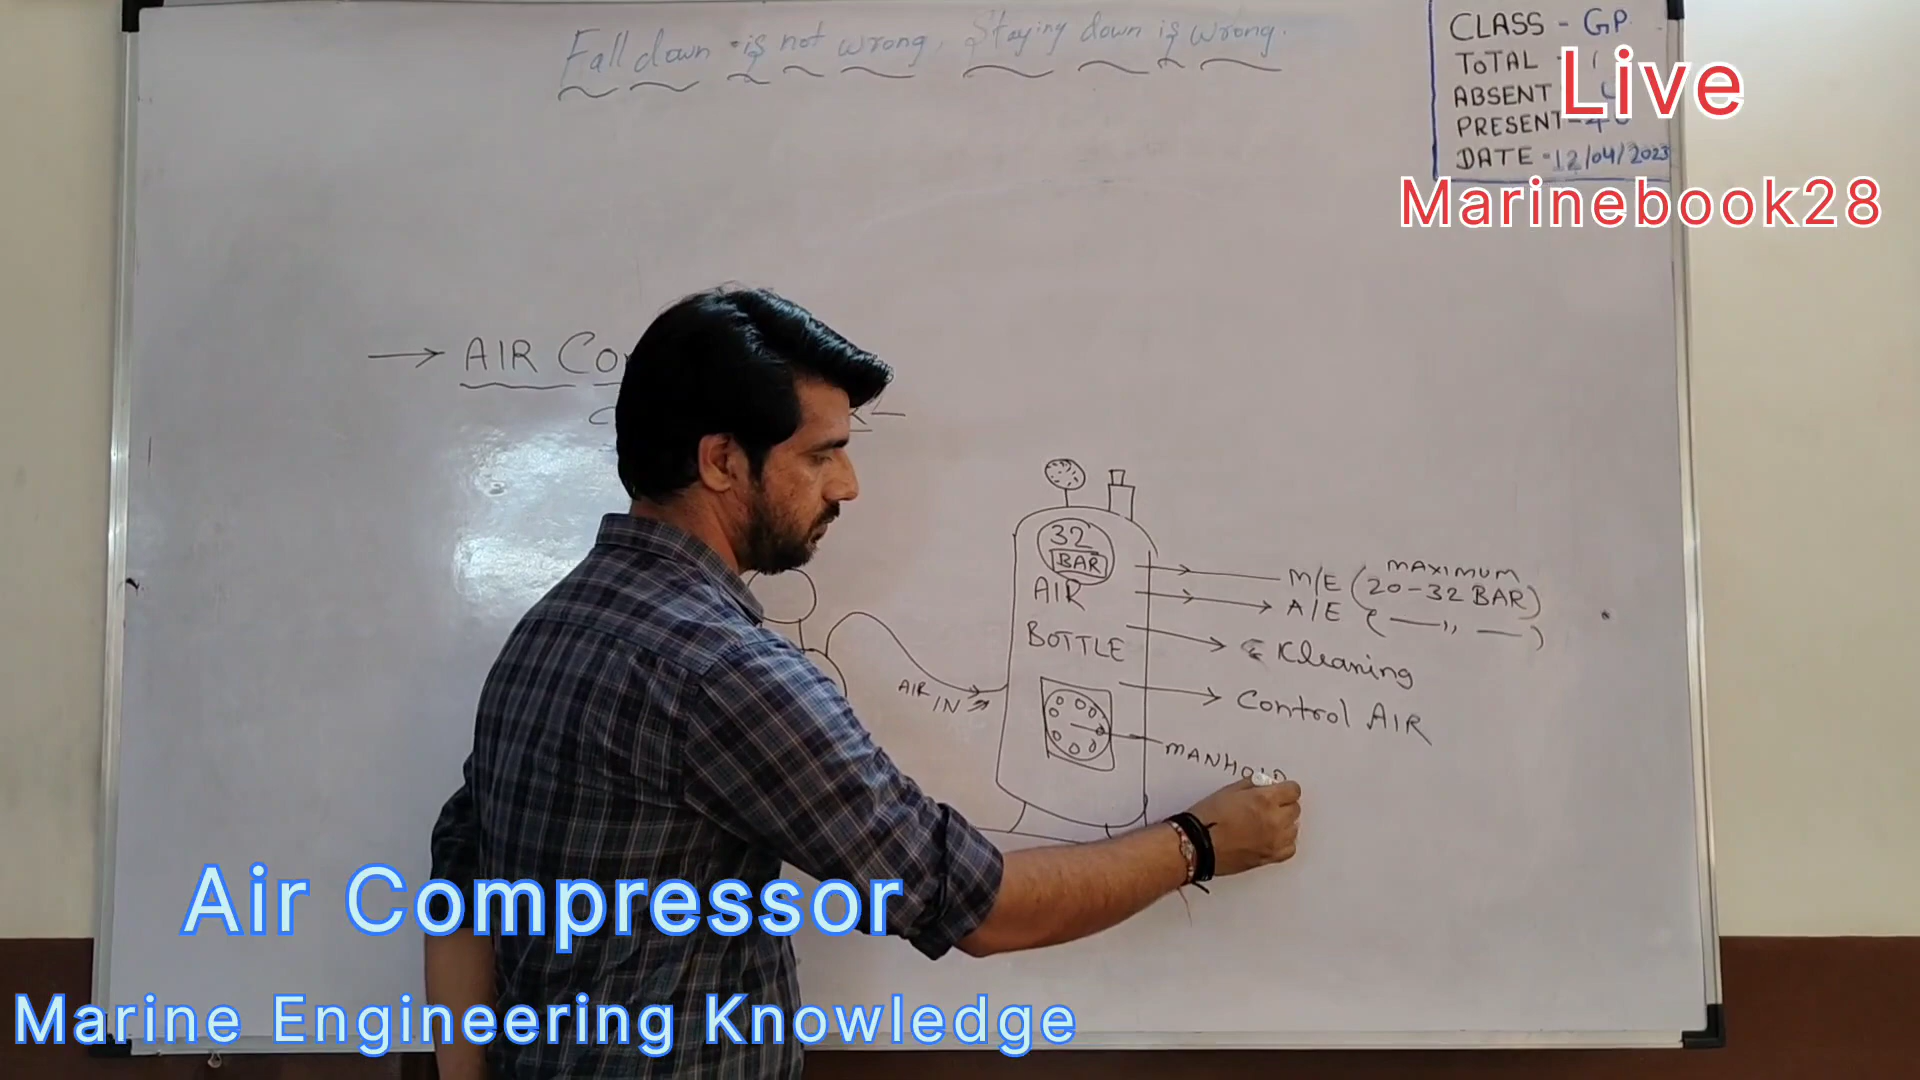 Fall down is not wrong, Staying down is wrong.
CLASS - GP
TOTAL -
ABSENT
PRESENT - 40
DATE - 12/04/2023
Live
Marinebook28
→ AIR
32
BAR
AIR
BOTTLE
AIR
IN
MAXIMUM
M/E (20-32 BAR)
A/E ( —— ,, —— )
Kleaning
Control AIR
MANHO
Air Compressor
Marine Engineering Knowledge